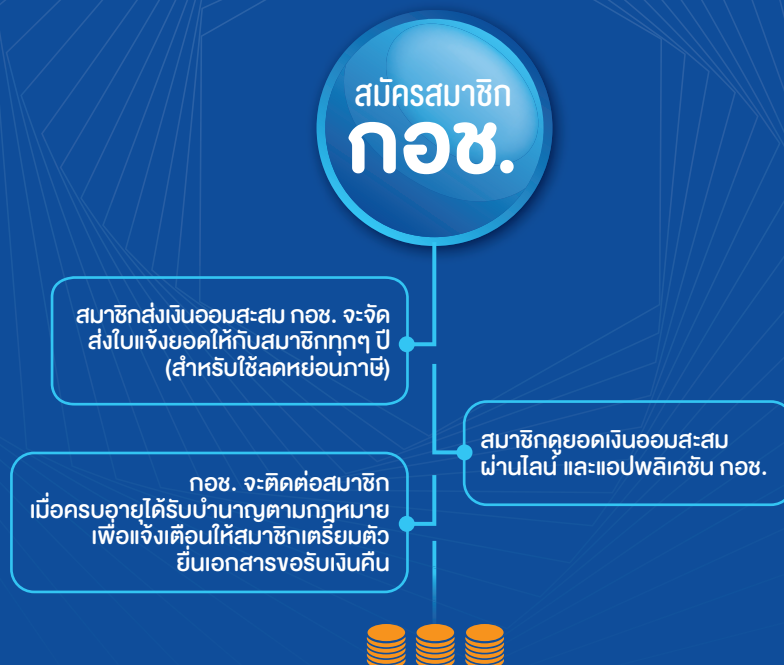 สมัครสมาชิก
กอช.
สมาชิกส่งเงินออมสะสม กอช. จะจัด
ส่งใบแจ้งยอดให้กับสมาชิกทุกๆ ปี
(สำหรับใช้ลดหย่อนภาษี)
สมาชิกดูยอดเงินออมสะสม
ผ่านไลน์ และแอปพลิเคชัน กอช.
กอช. จะติดต่อสมาชิก
เมื่อครบอายุได้รับบำนาญตามกฎหมาย
เพื่อแจ้งเตือนให้สมาชิกเตรียมตัว
ยื่นเอกสารขอรับเงินคืน